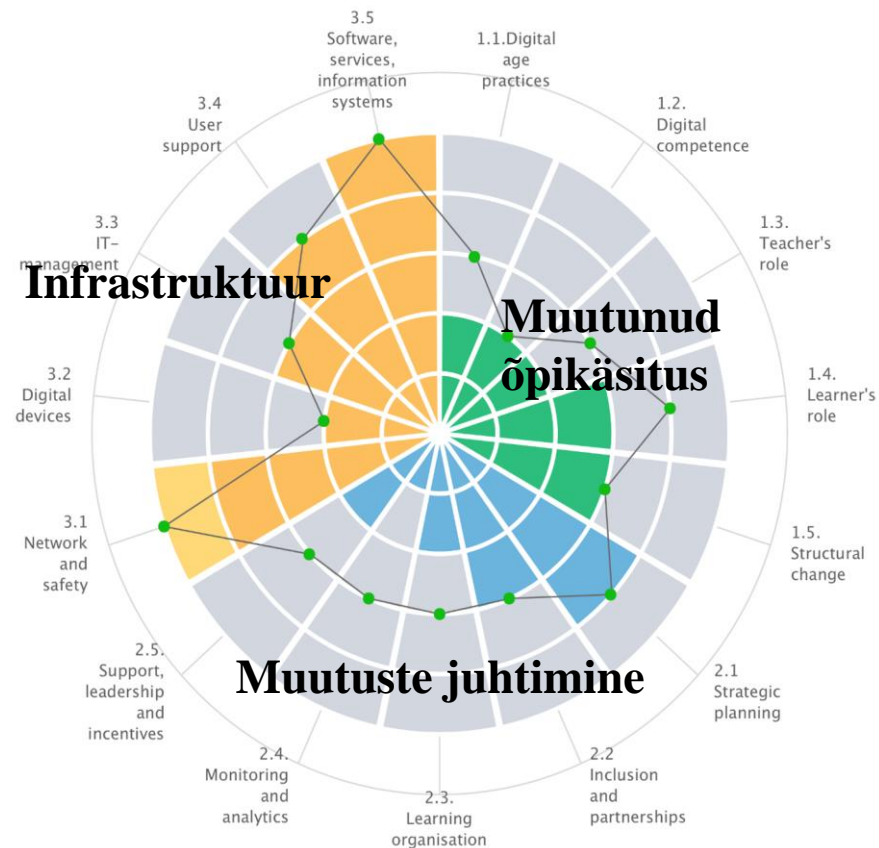 3.5
Software,
services,
information
systems
1.1.Digital
age
practices
1.2.
Digital
competence
1.3.
Teacher's
role
1.4.
Learner's
role
1.5.
Structural
change
2.1
Strategic
planning
2.2
Inclusion
and
partnerships
2.3.
Learning
organisation
2.4.
Monitoring
and
analytics
2.5.
Support,
leadership
and
incentives
3.1
Network
and
safety
3.2
Digital
devices
3.3
IT-
management
3.4
User
support
Infrastruktuur
Muutunud
õpikäsitus
Muutuste juhtimine